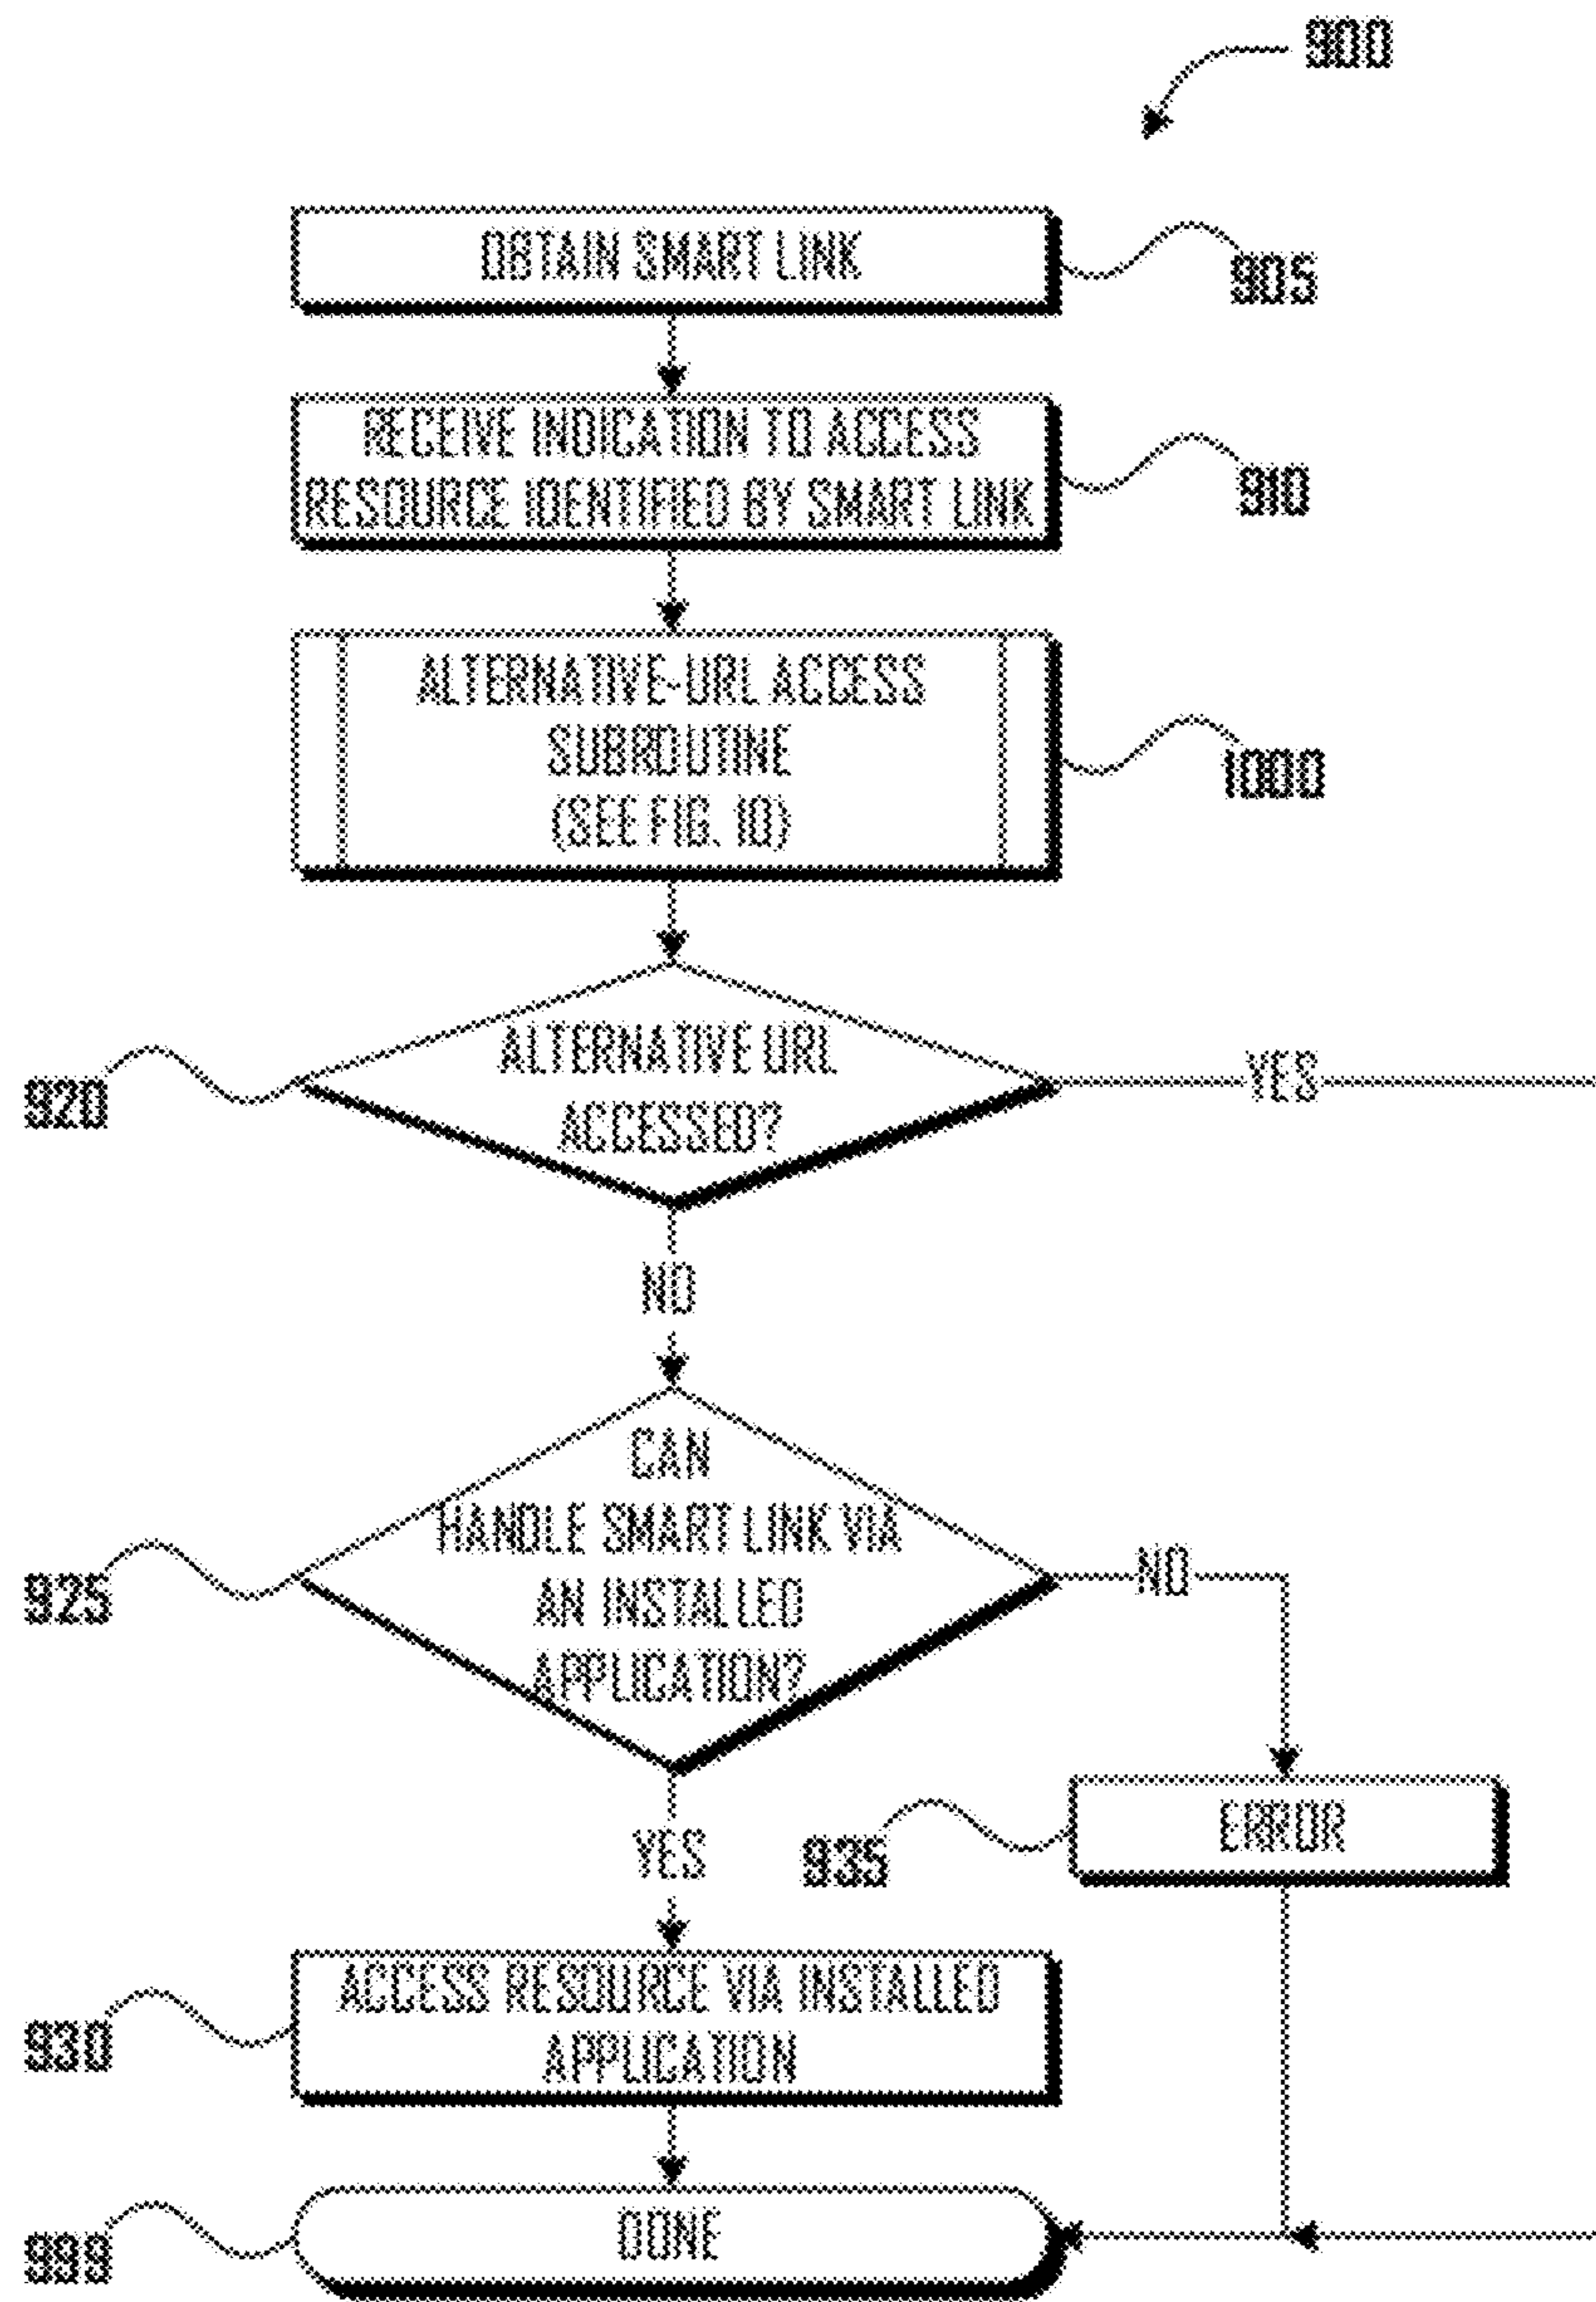 900
OBTAIN SMART LINK
905
RECEIVE INDICATION TO ACCESS
RESOURCE IDENTIFIED BY SMART LINK
910
ALTERNATIVE-URL ACCESS
SUBROUTINE
(SEE FIG. 10)
1000
ALTERNATIVE URL
ACCESSED?
920
YES
NO
CAN
HANDLE SMART LINK VIA
AN INSTALLED
APPLICATION?
925
NO
YES
ERROR
935
ACCESS RESOURCE VIA INSTALLED
APPLICATION
930
DONE
999